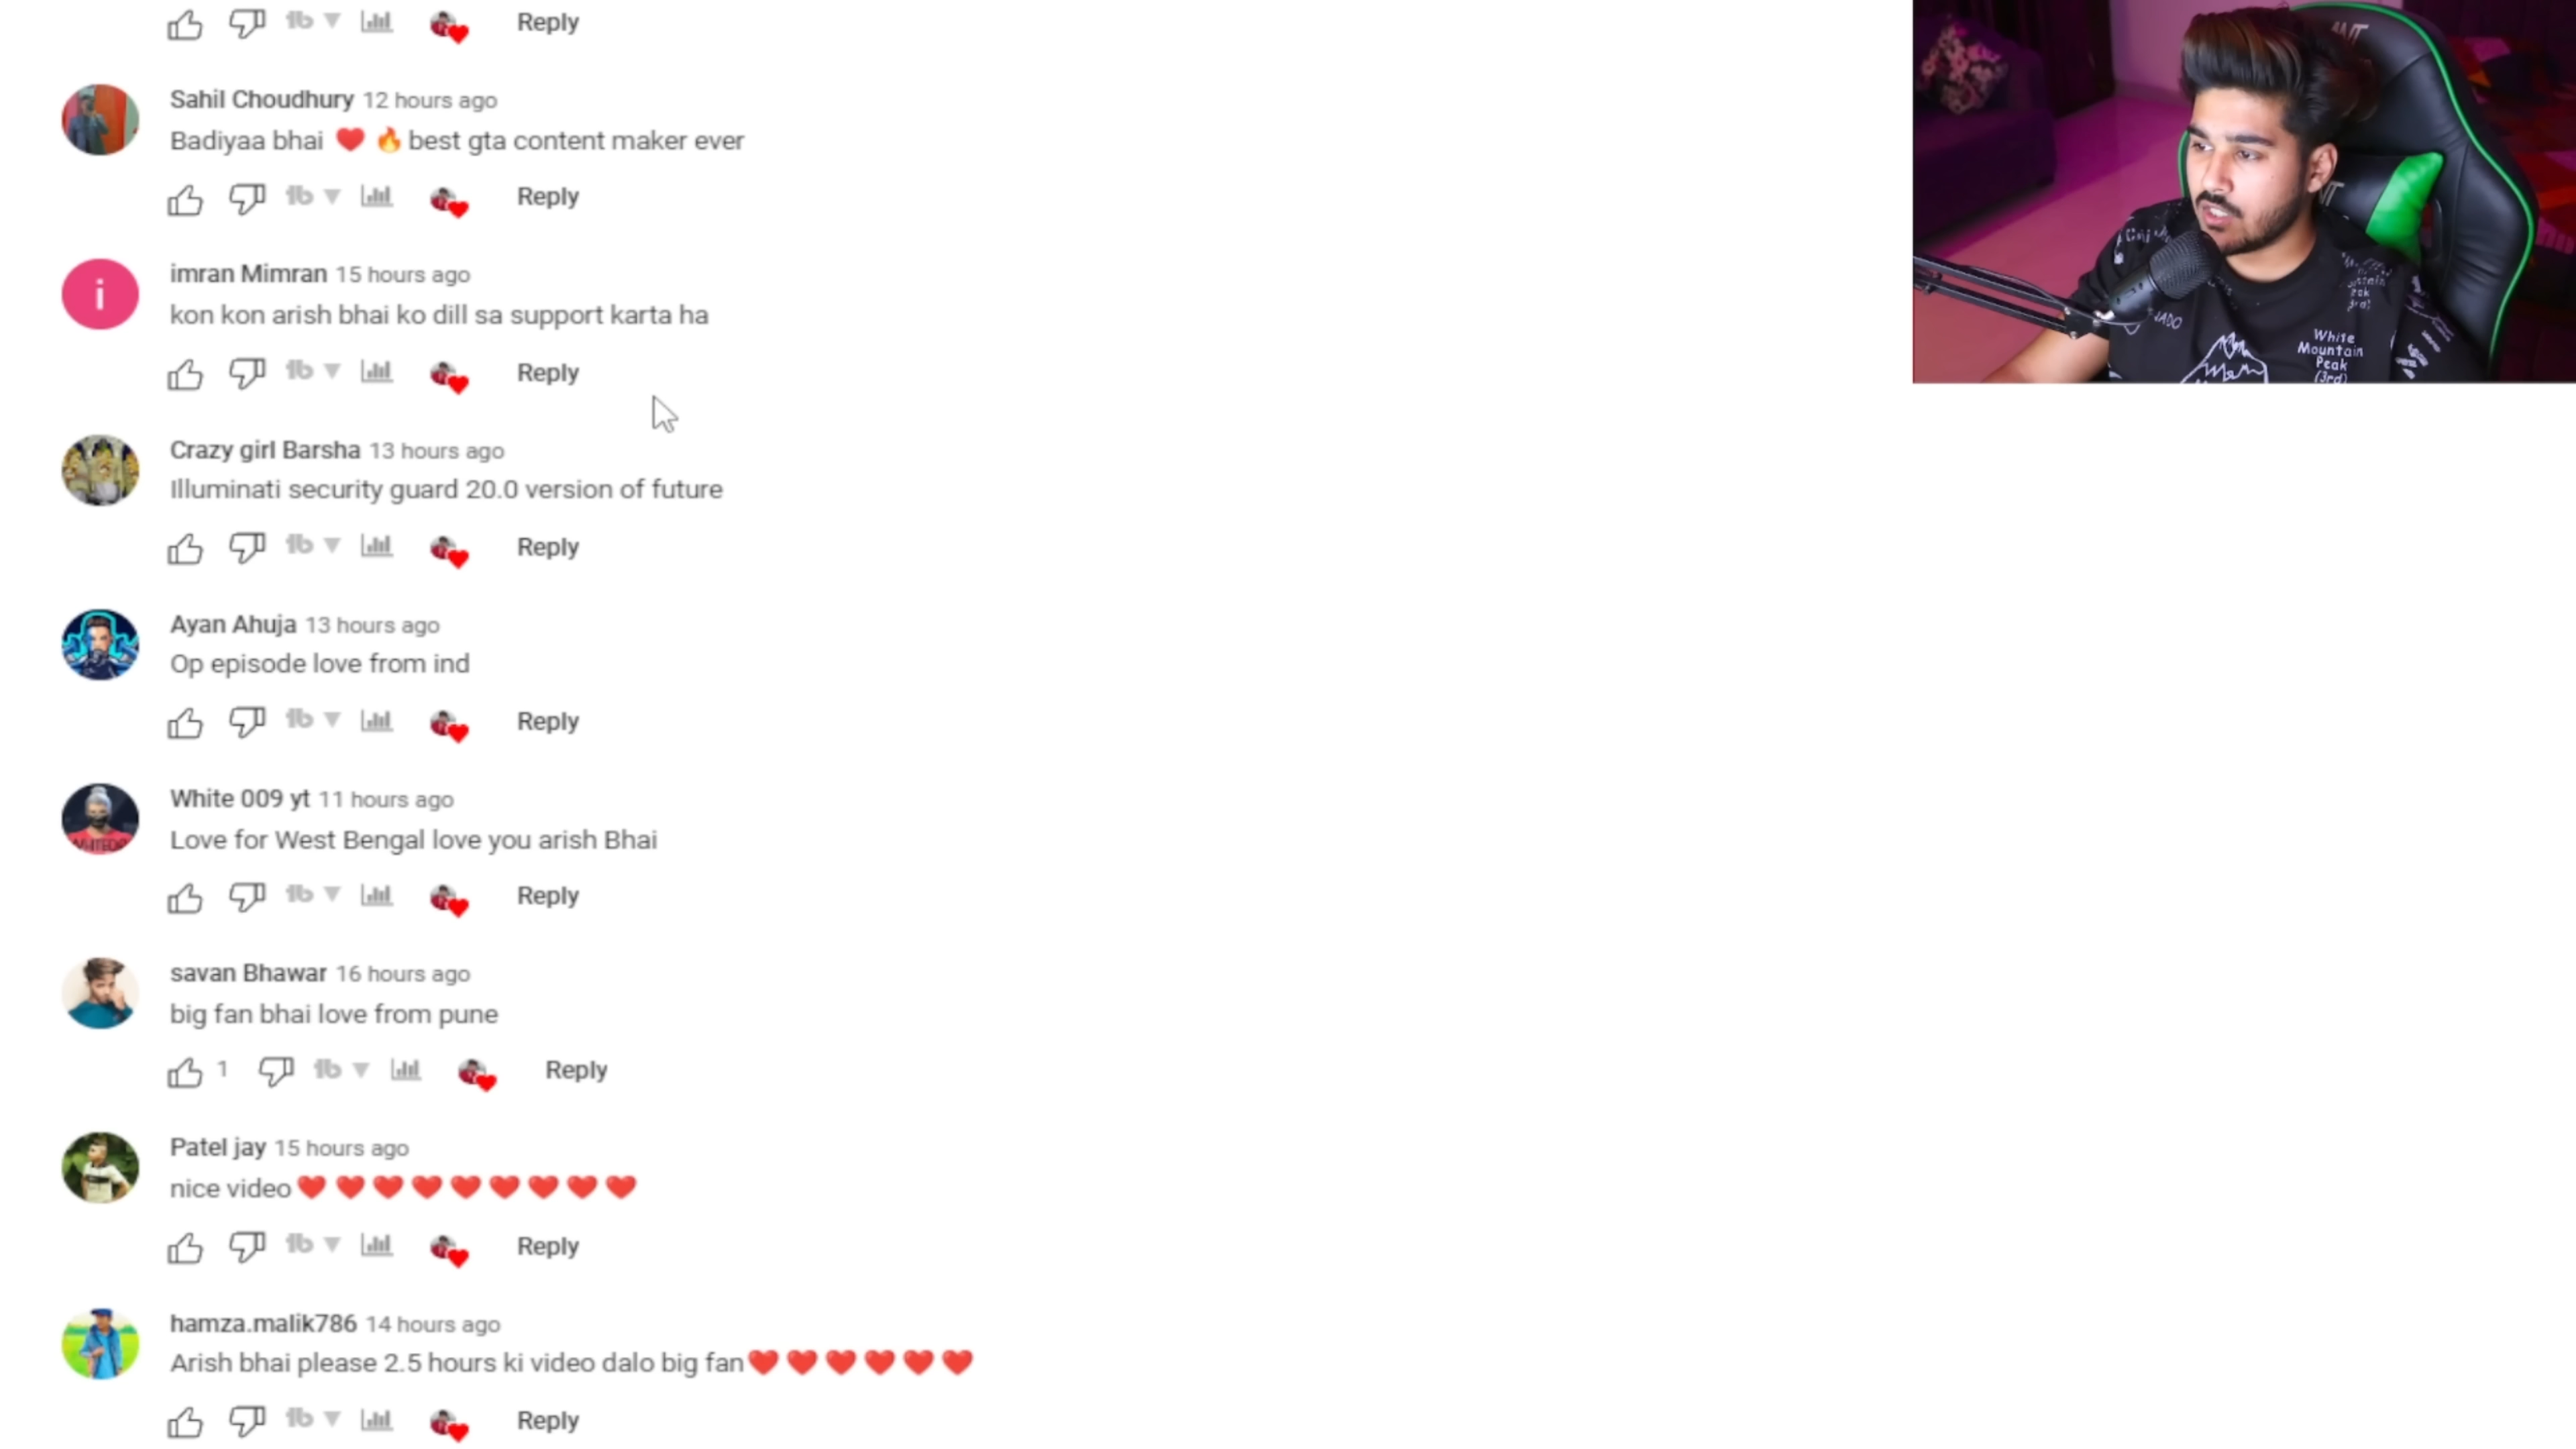 Reply
Sahil Choudhury 12 hours ago
Badiyaa bhai ❤️ 🔥 best gta content maker ever
Reply
i
imran Mimran 15 hours ago
kon kon arish bhai ko dill sa support karta ha
Reply
Crazy girl Barsha 13 hours ago
Illuminati security guard 20.0 version of future
Reply
Ayan Ahuja 13 hours ago
Op episode love from ind
Reply
White 009 yt 11 hours ago
Love for West Bengal love you arish Bhai
Reply
savan Bhawar 16 hours ago
big fan bhai love from pune
1 Reply
Patel jay 15 hours ago
nice video❤️ ❤️ ❤️ ❤️ ❤️ ❤️ ❤️ ❤️ ❤️
Reply
hamza.malik786 14 hours ago
Arish bhai please 2.5 hours ki video dalo big fan❤️ ❤️ ❤️ ❤️ ❤️ ❤️
Reply
White
Mountain
Peak
(3rd)